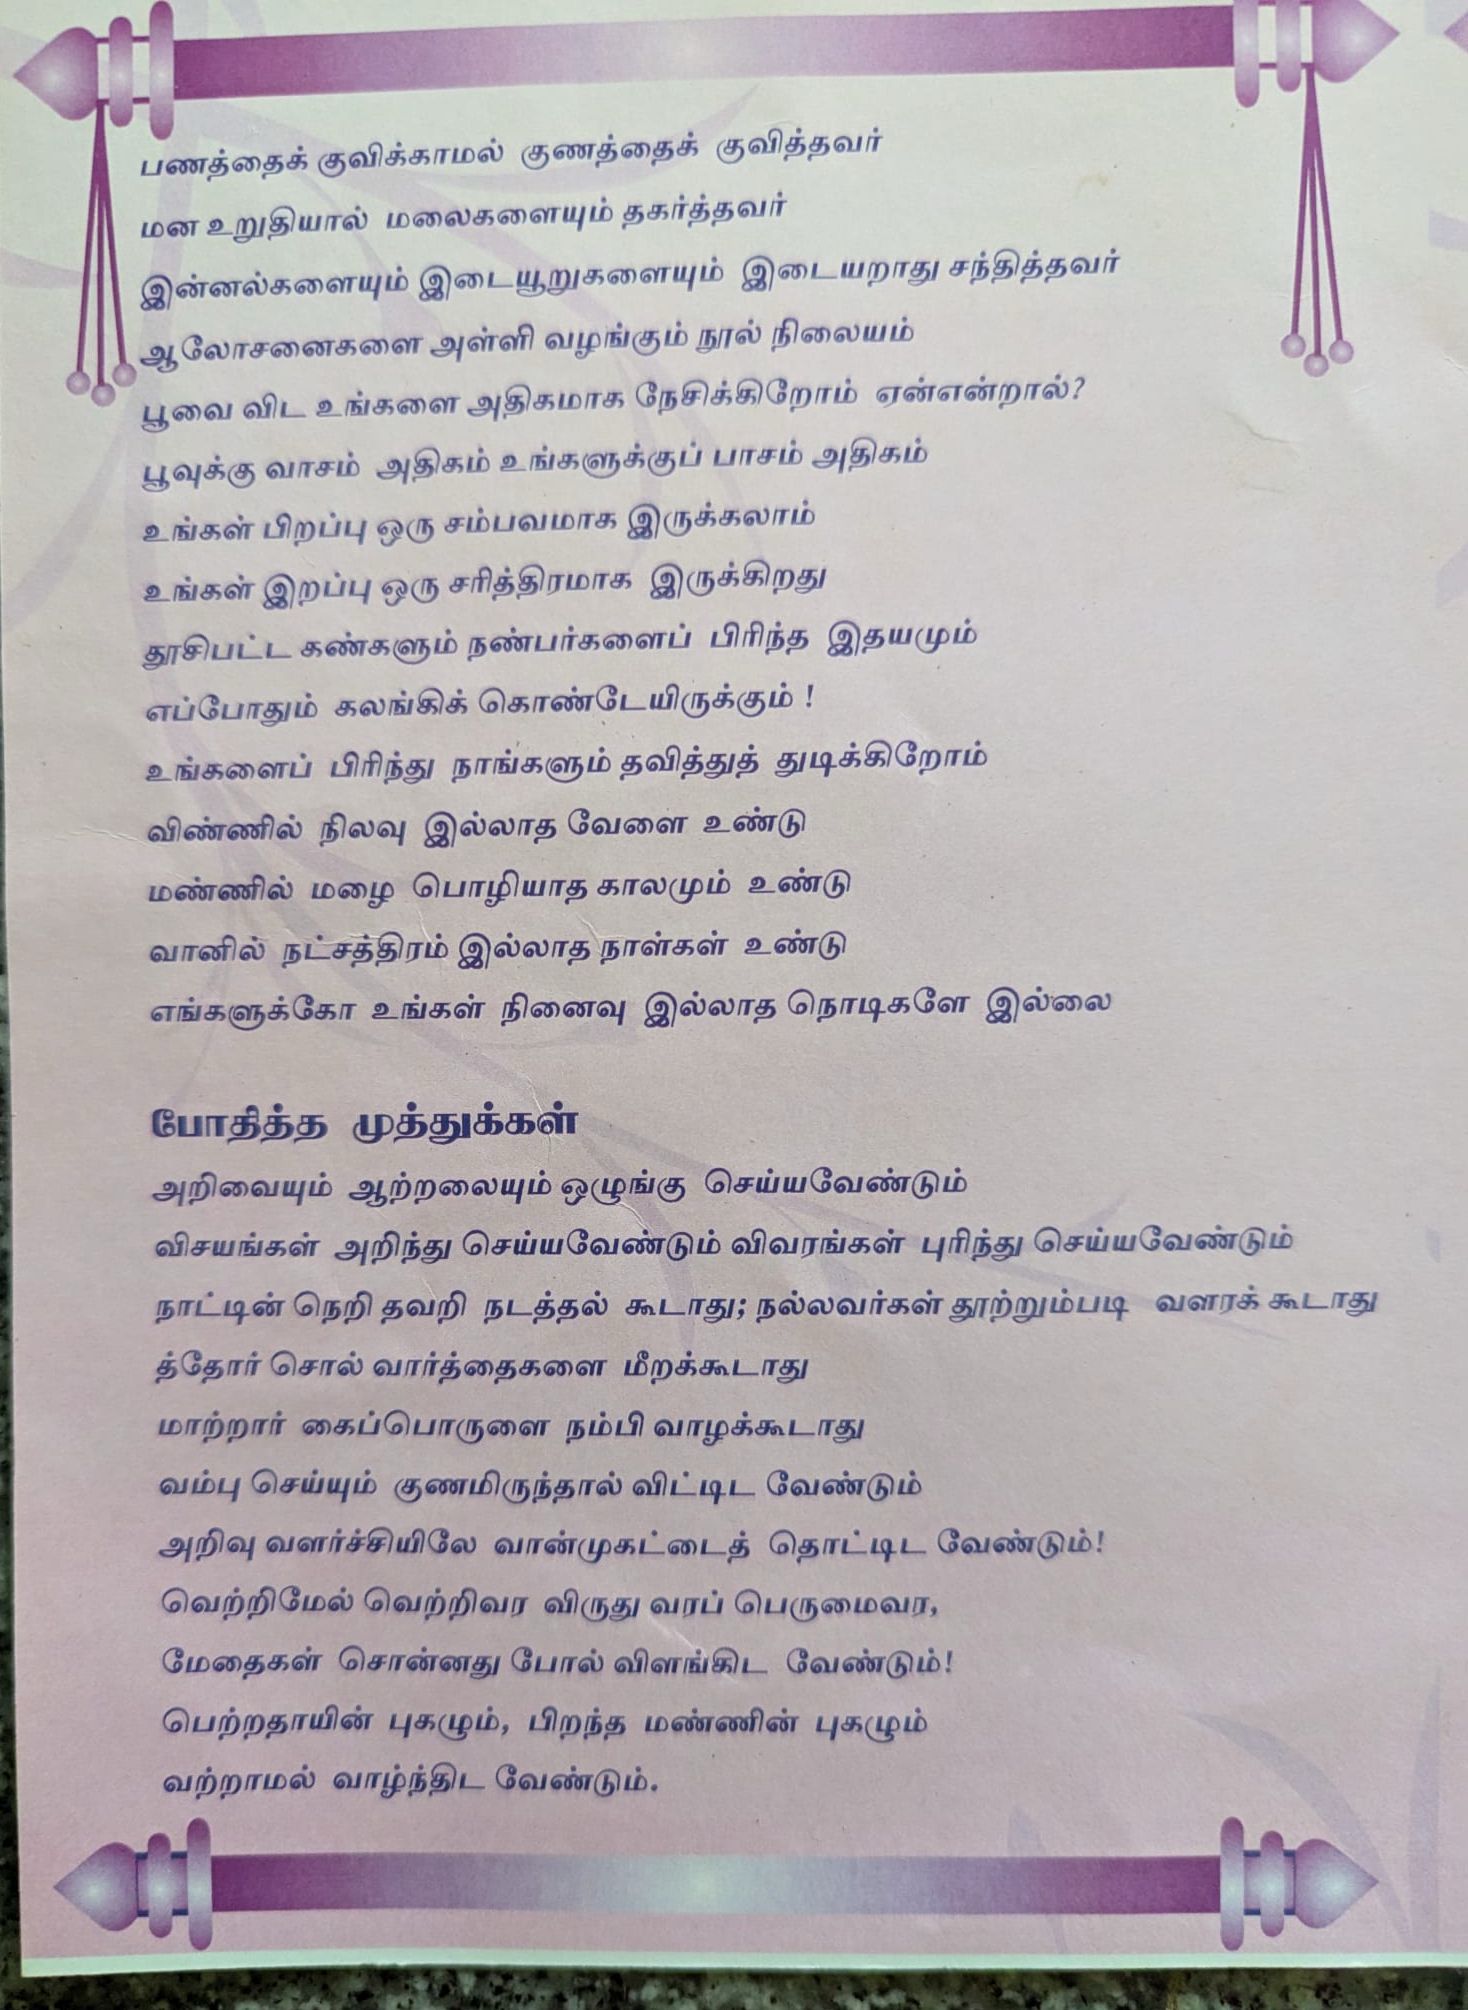 பணத்தைக் குவிக்காமல் குணத்தைக் குவித்தவர்
மன உறுதியால் மலைகளையும் தகர்த்தவர்
இன்னல்களையும் இடையூறுகளையும் இடையறாது சந்தித்தவர்
ஆலோசனைகளை அள்ளி வழங்கும் நூல் நிலையம்
பூவை விட உங்களை அதிகமாக நேசிக்கிறோம் ஏன்என்றால்?
பூவுக்கு வாசம் அதிகம் உங்களுக்குப் பாசம் அதிகம்
உங்கள் பிறப்பு ஒரு சம்பவமாக இருக்கலாம்
உங்கள் இறப்பு ஒரு சரித்திரமாக இருக்கிறது
தூசிபட்ட கண்களும் நண்பர்களைப் பிரிந்த இதயமும்
எப்போதும் கலங்கிக் கொண்டேயிருக்கும் !
உங்களைப் பிரிந்து நாங்களும் தவித்துத் துடிக்கிறோம்
விண்ணில் நிலவு இல்லாத வேளை உண்டு
மண்ணில் மழை பொழியாத காலமும் உண்டு
வானில் நட்சத்திரம் இல்லாத நாள்கள் உண்டு
எங்களுக்கோ உங்கள் நினைவு இல்லாத நொடிகளே இல்லை
போதித்த முத்துக்கள்
அறிவையும் ஆற்றலையும் ஒழுங்கு செய்யவேண்டும்
விசயங்கள் அறிந்து செய்யவேண்டும் விவரங்கள் புரிந்து செய்யவேண்டும்
நாட்டின் நெறி தவறி நடத்தல் கூடாது; நல்லவர்கள் தூற்றும்படி வளரக் கூடாது
த்தோர் சொல் வார்த்தைகளை மீறக்கூடாது
மாற்றார் கைப்பொருளை நம்பி வாழக்கூடாது
வம்பு செய்யும் குணமிருந்தால் விட்டிட வேண்டும்
அறிவு வளர்ச்சியிலே வான்முகட்டைத் தொட்டிட வேண்டும்!
வெற்றிமேல் வெற்றிவர விருது வரப் பெருமைவர,
மேதைகள் சொன்னது போல் விளங்கிட வேண்டும்!
பெற்றதாயின் புகழும், பிறந்த மண்ணின் புகழும்
வற்றாமல் வாழ்ந்திட வேண்டும்.